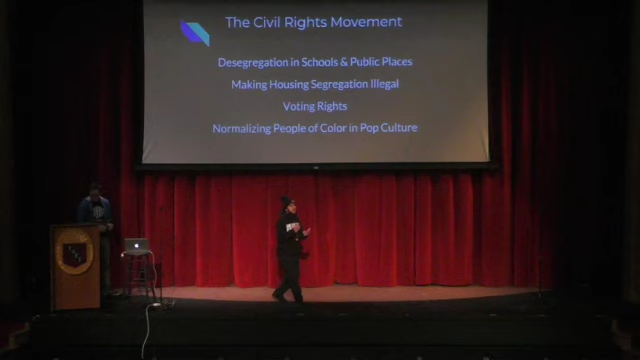 The Civil Rights Movement
Desegregation in Schools & Public Places
Making Housing Segregation Illegal
Voting Rights
Normalizing People of Color in Pop Culture